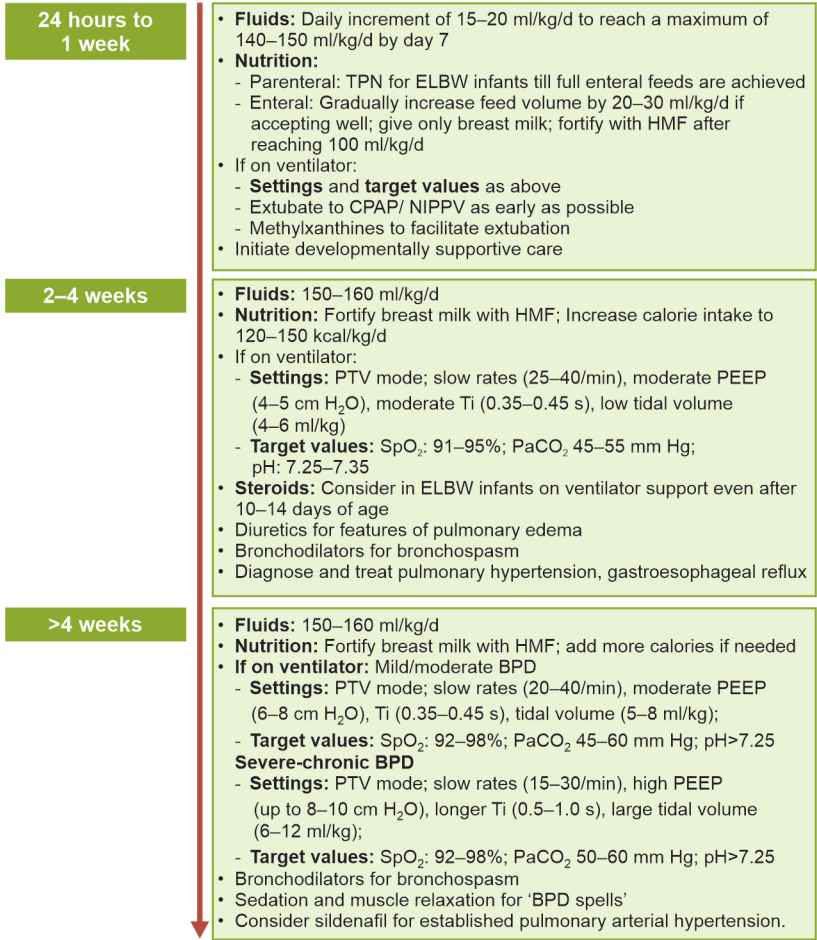 24 hours to
1 week
• Fluids: Daily increment of 15–20 ml/kg/d to reach a maximum of
140–150 ml/kg/d by day 7
• Nutrition:
- Parenteral: TPN for ELBW infants till full enteral feeds are achieved
- Enteral: Gradually increase feed volume by 20–30 ml/kg/d if
accepting well; give only breast milk; fortify with HMF after
reaching 100 ml/kg/d
• If on ventilator:
- Settings and target values as above
- Extubate to CPAP/ NIPPV as early as possible
- Methylxanthines to facilitate extubation
• Initiate developmentally supportive care
2–4 weeks
• Fluids: 150–160 ml/kg/d
• Nutrition: Fortify breast milk with HMF; Increase calorie intake to
120–150 kcal/kg/d
• If on ventilator:
- Settings: PTV mode; slow rates (25–40/min), moderate PEEP
(4–5 cm H₂O), moderate Ti (0.35–0.45 s), low tidal volume
(4–6 ml/kg)
- Target values: SpO₂: 91–95%; PaCO₂ 45–55 mm Hg;
pH: 7.25–7.35
• Steroids: Consider in ELBW infants on ventilator support even after
10–14 days of age
• Diuretics for features of pulmonary edema
• Bronchodilators for bronchospasm
• Diagnose and treat pulmonary hypertension, gastroesophageal reflux
>4 weeks
• Fluids: 150–160 ml/kg/d
• Nutrition: Fortify breast milk with HMF; add more calories if needed
• If on ventilator: Mild/moderate BPD
- Settings: PTV mode; slow rates (20–40/min), moderate PEEP
(6–8 cm H₂O), Ti (0.35–0.45 s), tidal volume (5–8 ml/kg);
- Target values: SpO₂: 92–98%; PaCO₂ 45–60 mm Hg; pH>7.25
Severe-chronic BPD
- Settings: PTV mode; slow rates (15–30/min), high PEEP
(up to 8–10 cm H₂O), longer Ti (0.5–1.0 s), large tidal volume
(6–12 ml/kg);
- Target values: SpO₂: 92–98%; PaCO₂ 50–60 mm Hg; pH>7.25
• Bronchodilators for bronchospasm
• Sedation and muscle relaxation for ‘BPD spells’
• Consider sildenafil for established pulmonary arterial hypertension.